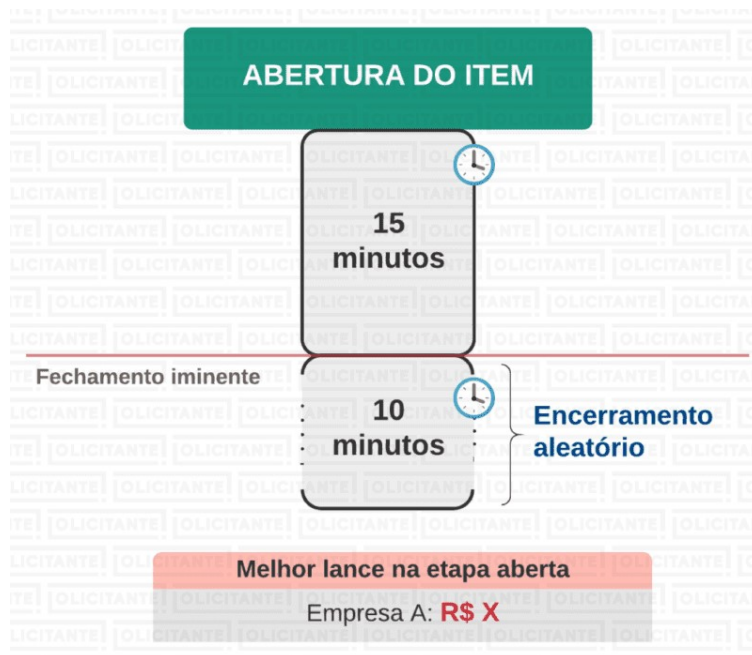 ABERTURA DO ITEM
15
minutos
Fechamento iminente
10
minutos
Encerramento
aleatório
Melhor lance na etapa aberta
Empresa A: R$ X